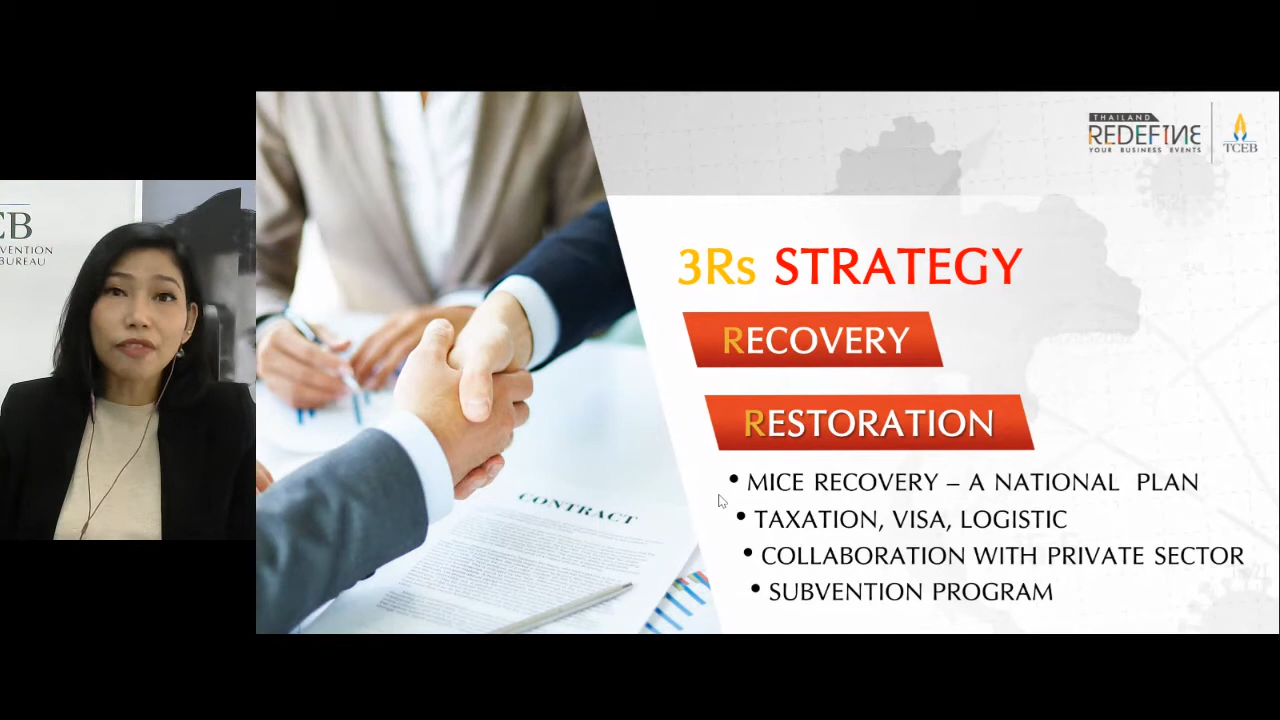 EB
VENTION
BUREAU
THAILAND
REDEFINE
YOUR BUSINESS EVENTS
TCEB
3Rs STRATEGY
RECOVERY
RESTORATION
• MICE RECOVERY – A NATIONAL PLAN
• TAXATION, VISA, LOGISTIC
• COLLABORATION WITH PRIVATE SECTOR
• SUBVENTION PROGRAM
CONTRACT